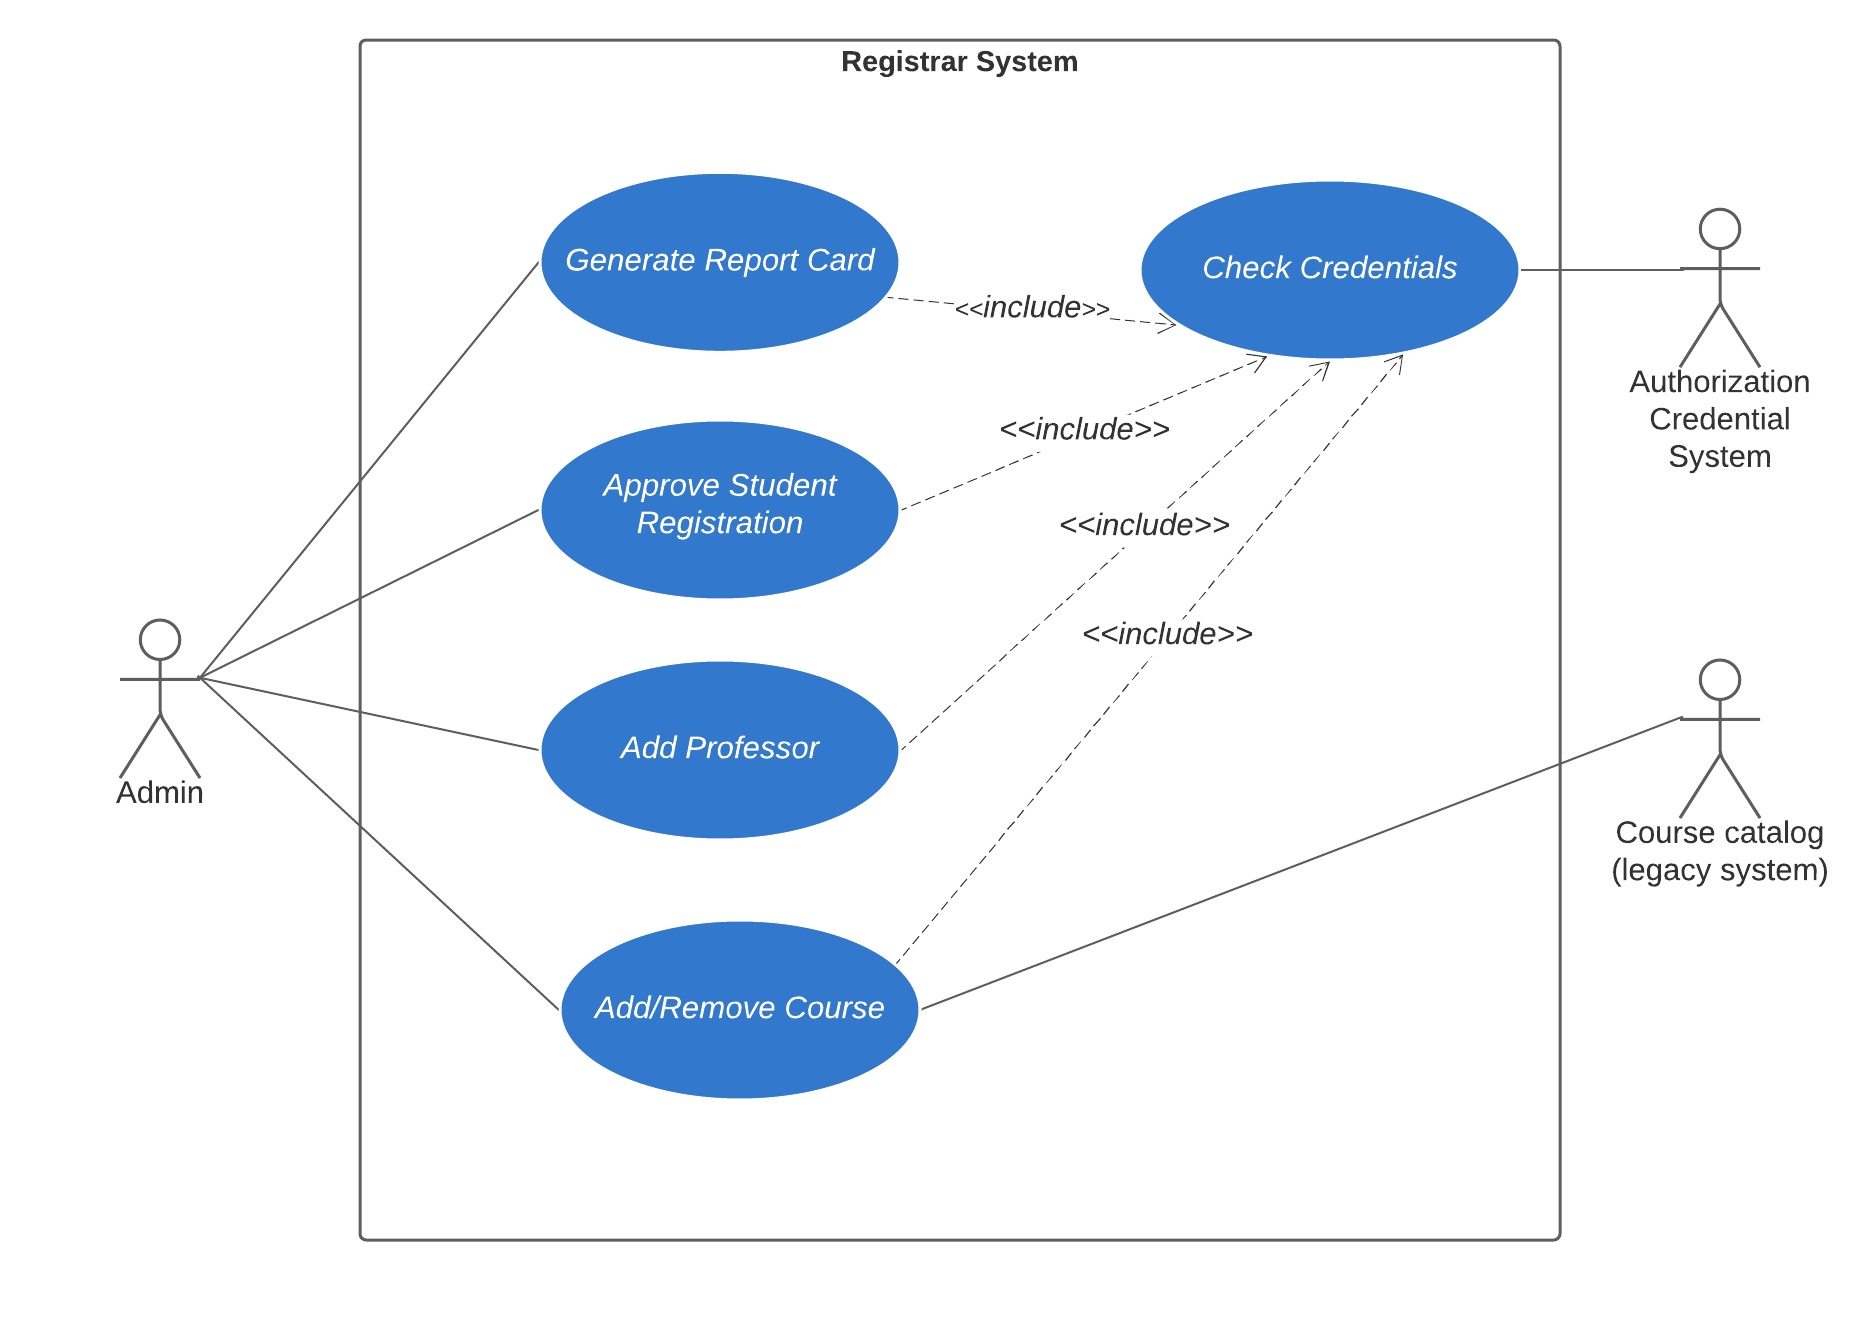 Registrar System
Generate Report Card
Check Credentials
<<include>>
Authorization
Credential
System
<<include>>
Approve Student
Registration
<<include>>
<<include>>
Add Professor
Admin
Course catalog
(legacy system)
Add/Remove Course